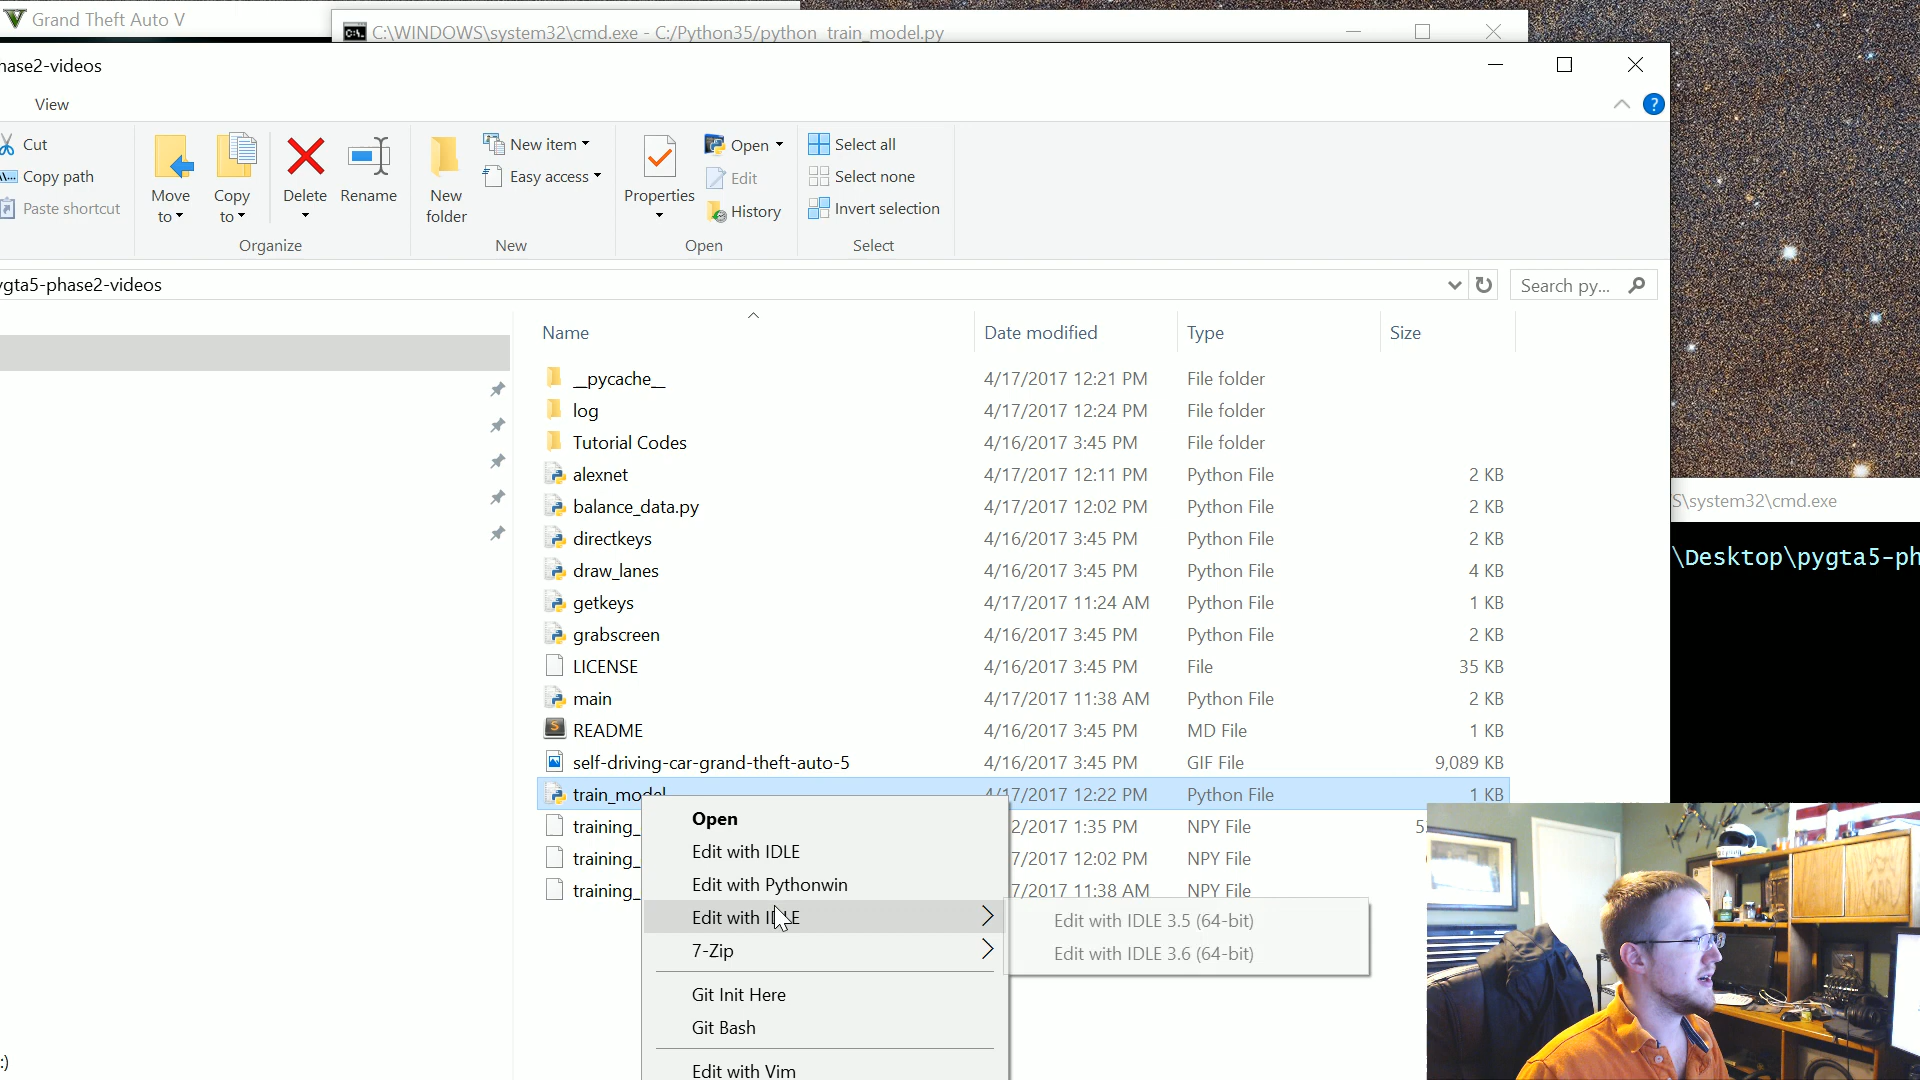 Grand Theft Auto V
C:\WINDOWS\system32\cmd.exe - C:/Python35/python train_model.py
hase2-videos
View
Cut
Copy path
Paste shortcut
Move to
Copy to
Delete
Rename
New folder
New item
Easy access
Properties
Open
Edit
History
Select all
Select none
Invert selection
Organize
New
Open
Select
ygta5-phase2-videos
Search py...
Name Date modified Type Size
__pycache__ 4/17/2017 12:21 PM File folder
log 4/17/2017 12:24 PM File folder
Tutorial Codes 4/16/2017 3:45 PM File folder
alexnet 4/17/2017 12:11 PM Python File 2 KB
balance_data.py 4/17/2017 12:02 PM Python File 2 KB
directkeys 4/16/2017 3:45 PM Python File 2 KB
draw_lanes 4/16/2017 3:45 PM Python File 4 KB
getkeys 4/17/2017 11:24 AM Python File 1 KB
grabscreen 4/16/2017 3:45 PM Python File 2 KB
LICENSE 4/16/2017 3:45 PM File 35 KB
main 4/17/2017 11:38 AM Python File 2 KB
README 4/16/2017 3:45 PM MD File 1 KB
self-driving-car-grand-theft-auto-5 4/16/2017 3:45 PM GIF File 9,089 KB
train_model 4/17/2017 12:22 PM Python File 1 KB
training_ 2/2017 1:35 PM NPY File 5
training_ 7/2017 12:02 PM NPY File
training_ 7/2017 11:38 AM NPY File
Open
Edit with IDLE
Edit with Pythonwin
Edit with IDLE
7-Zip
Git Init Here
Git Bash
Edit with Vim
Edit with IDLE 3.5 (64-bit)
Edit with IDLE 3.6 (64-bit)
S\system32\cmd.exe
\Desktop\pygta5-ph
:)